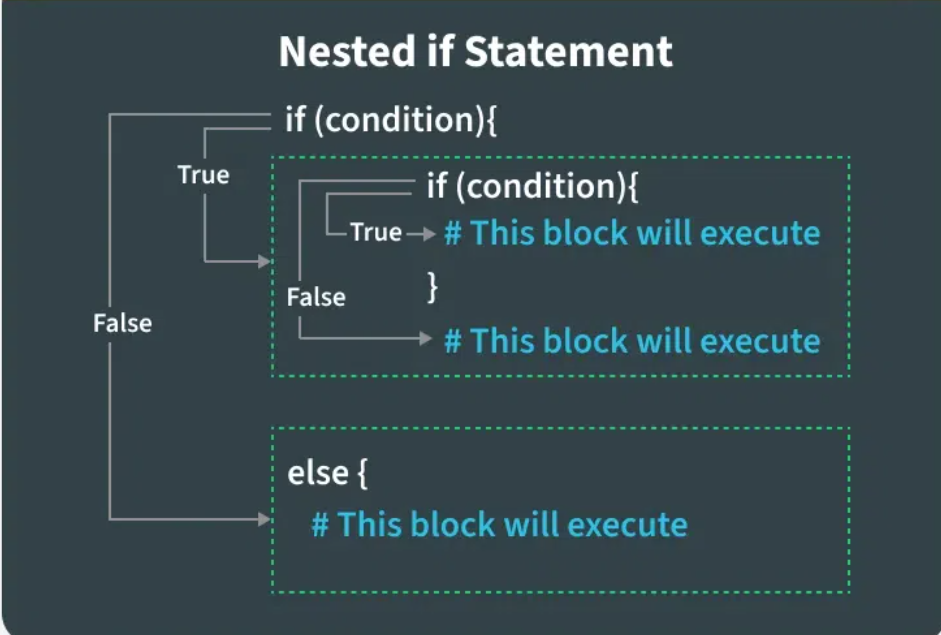 Nested if Statement
if (condition){
True
if (condition){
True
# This block will execute
}
False
# This block will execute
False
else {
# This block will execute